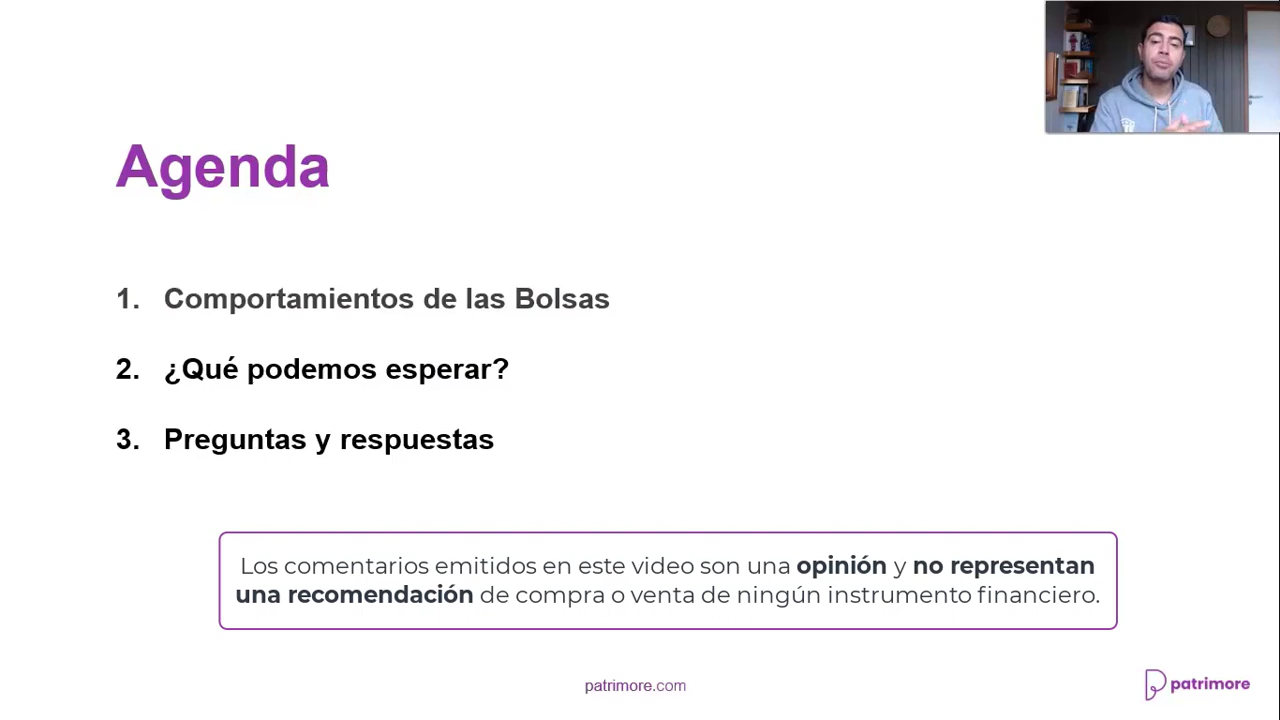 Agenda
1. Comportamientos de las Bolsas
2. ¿Qué podemos esperar?
3. Preguntas y respuestas
Los comentarios emitidos en este video son una opinión y no representan
una recomendación de compra o venta de ningún instrumento financiero.
patrimore.com
patrimore